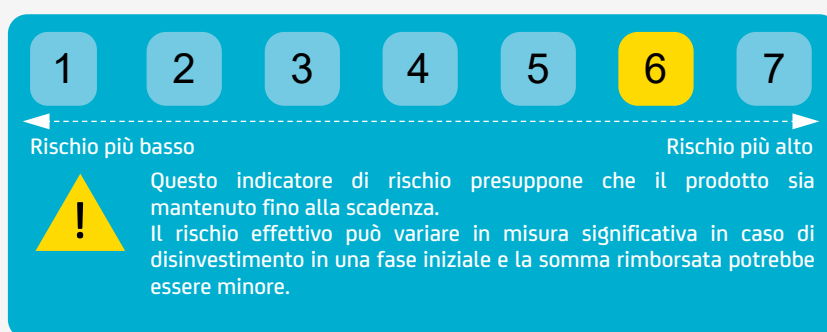 1 2 3 4 5 6 7
Rischio più basso Rischio più alto
Questo indicatore di rischio presuppone che il prodotto sia
mantenuto fino alla scadenza.
Il rischio effettivo può variare in misura significativa in caso di
disinvestimento in una fase iniziale e la somma rimborsata potrebbe
essere minore.
!